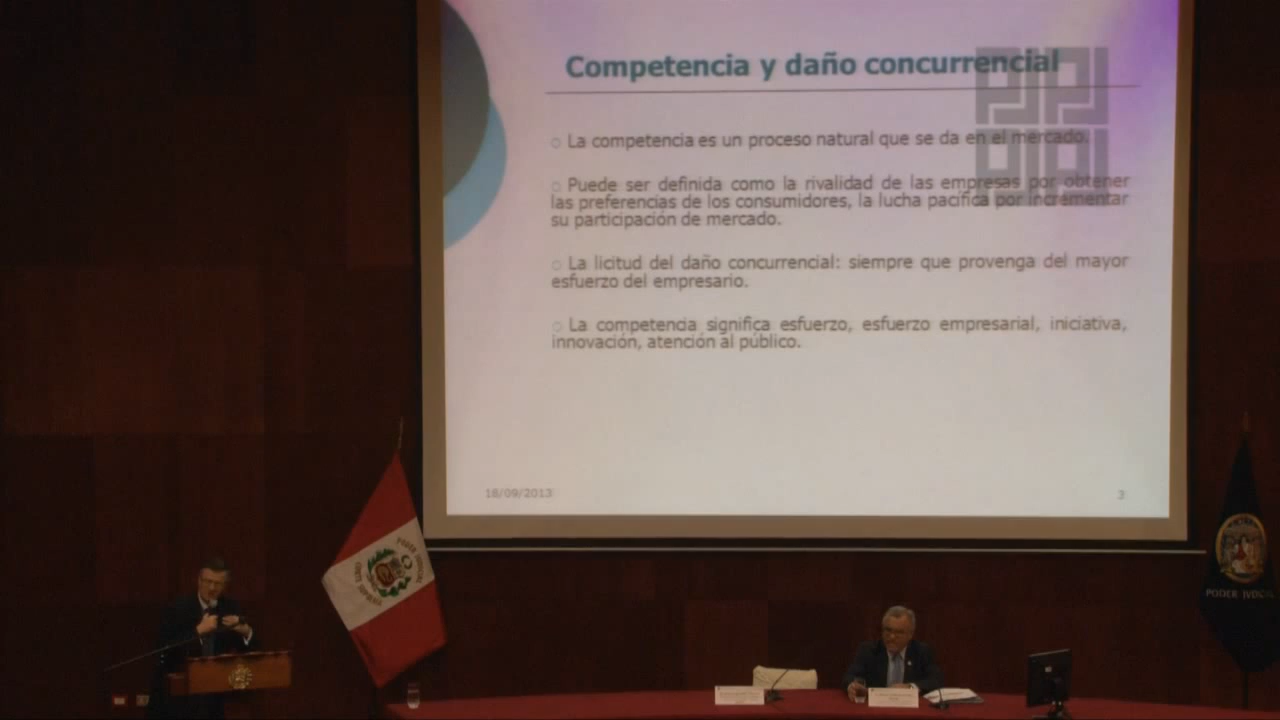 Competencia y daño concurrencial
La competencia es un proceso natural que se da en el mercado.
Puede ser definida como la rivalidad de las empresas por obtener
las preferencias de los consumidores, la lucha pacífica por incrementar
su participación de mercado.
La licitud del daño concurrencial: siempre que provenga del mayor
esfuerzo del empresario.
La competencia significa esfuerzo, esfuerzo empresarial, iniciativa,
innovación, atención al público.
18/09/2013
3
PODER
PODER